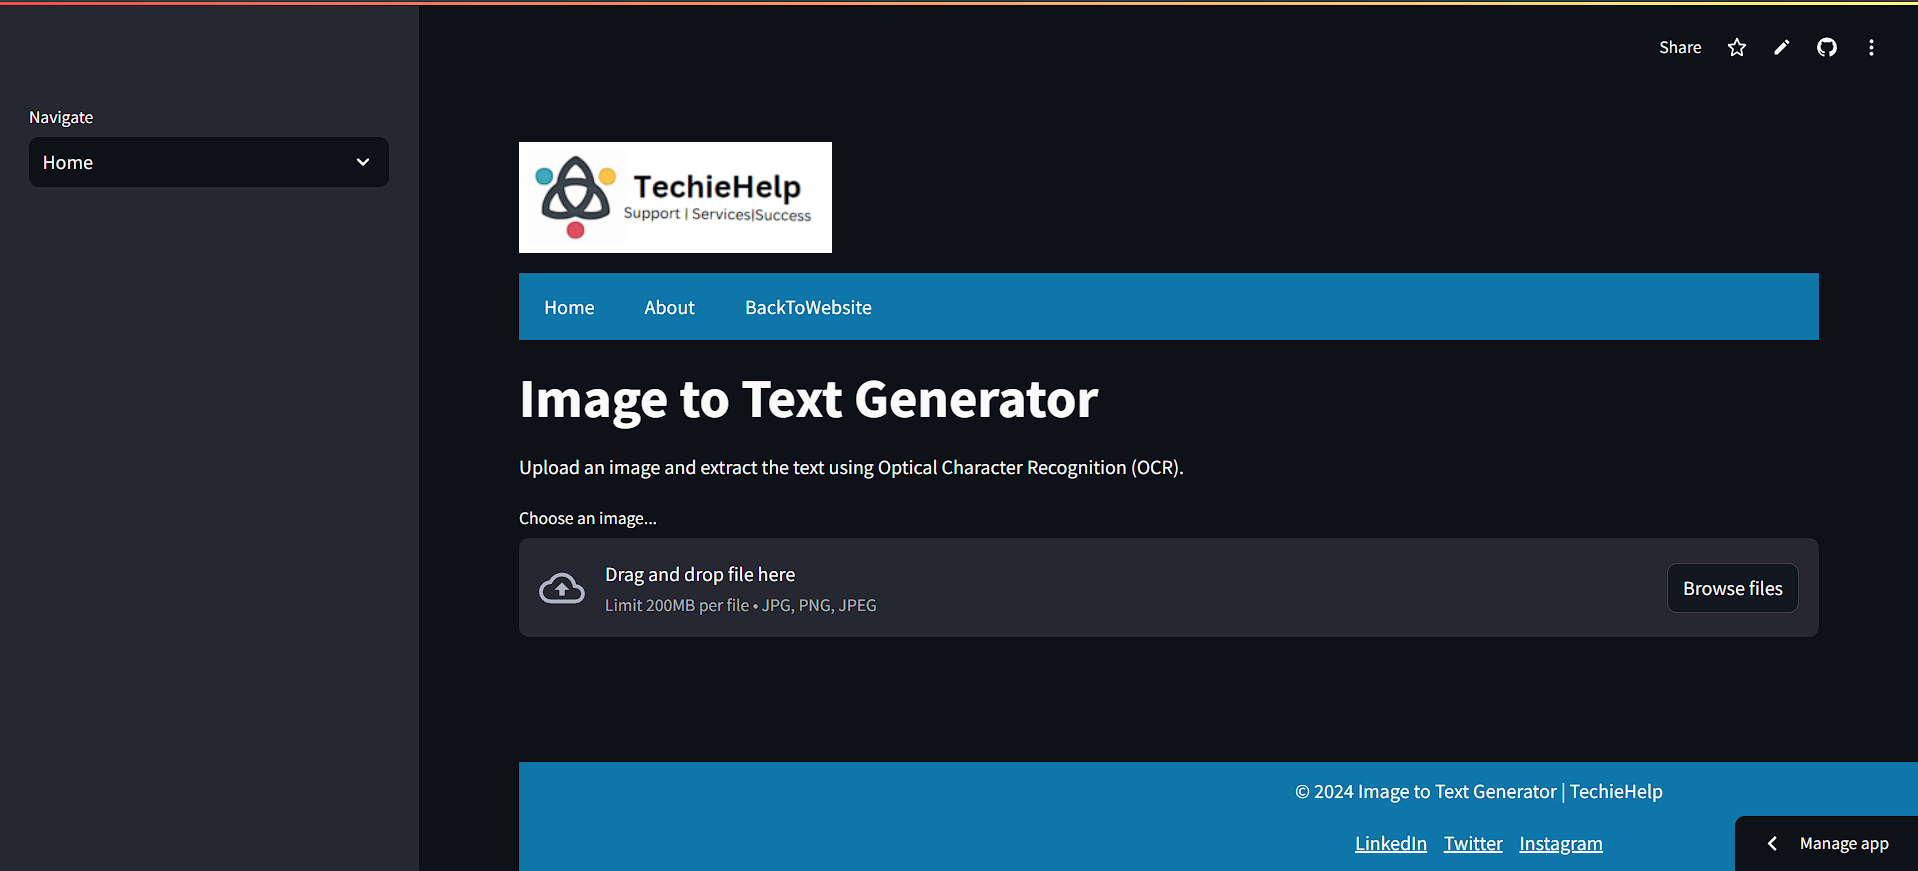 Share
Navigate
Home
TechieHelp
Support | Services|Success
Home About BackToWebsite
Image to Text Generator
Upload an image and extract the text using Optical Character Recognition (OCR).
Choose an image...
Drag and drop file here
Limit 200MB per file • JPG, PNG, JPEG
Browse files
© 2024 Image to Text Generator | TechieHelp
LinkedIn Twitter Instagram
Manage app